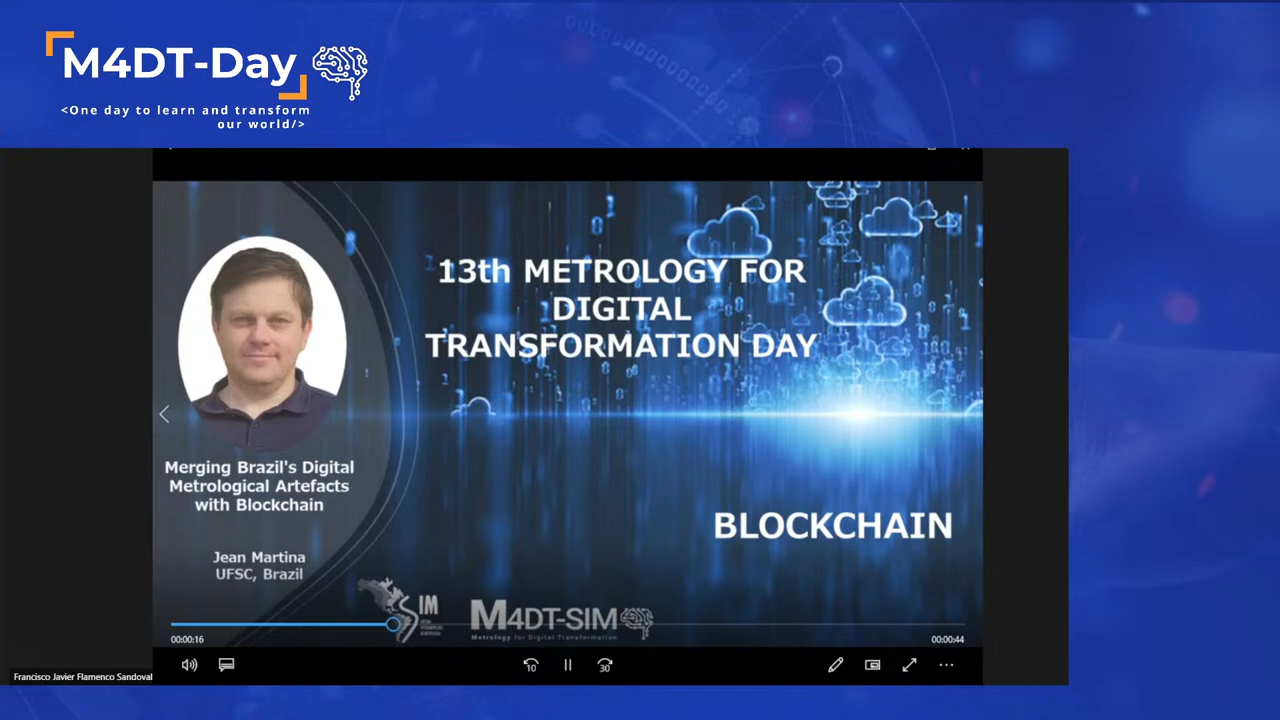 M4DT-Day
<One day to learn and transform
our world/>
13th METROLOGY FOR
DIGITAL
TRANSFORMATION DAY
Merging Brazil's Digital
Metrological Artefacts
with Blockchain
BLOCKCHAIN
Jean Martina
UFSC, Brazil
SIM
M4DT-SIM
Metrology for Digital Transformation
00:00:16
00:00:44
10
30
Francisco Javier Flamenco Sandoval